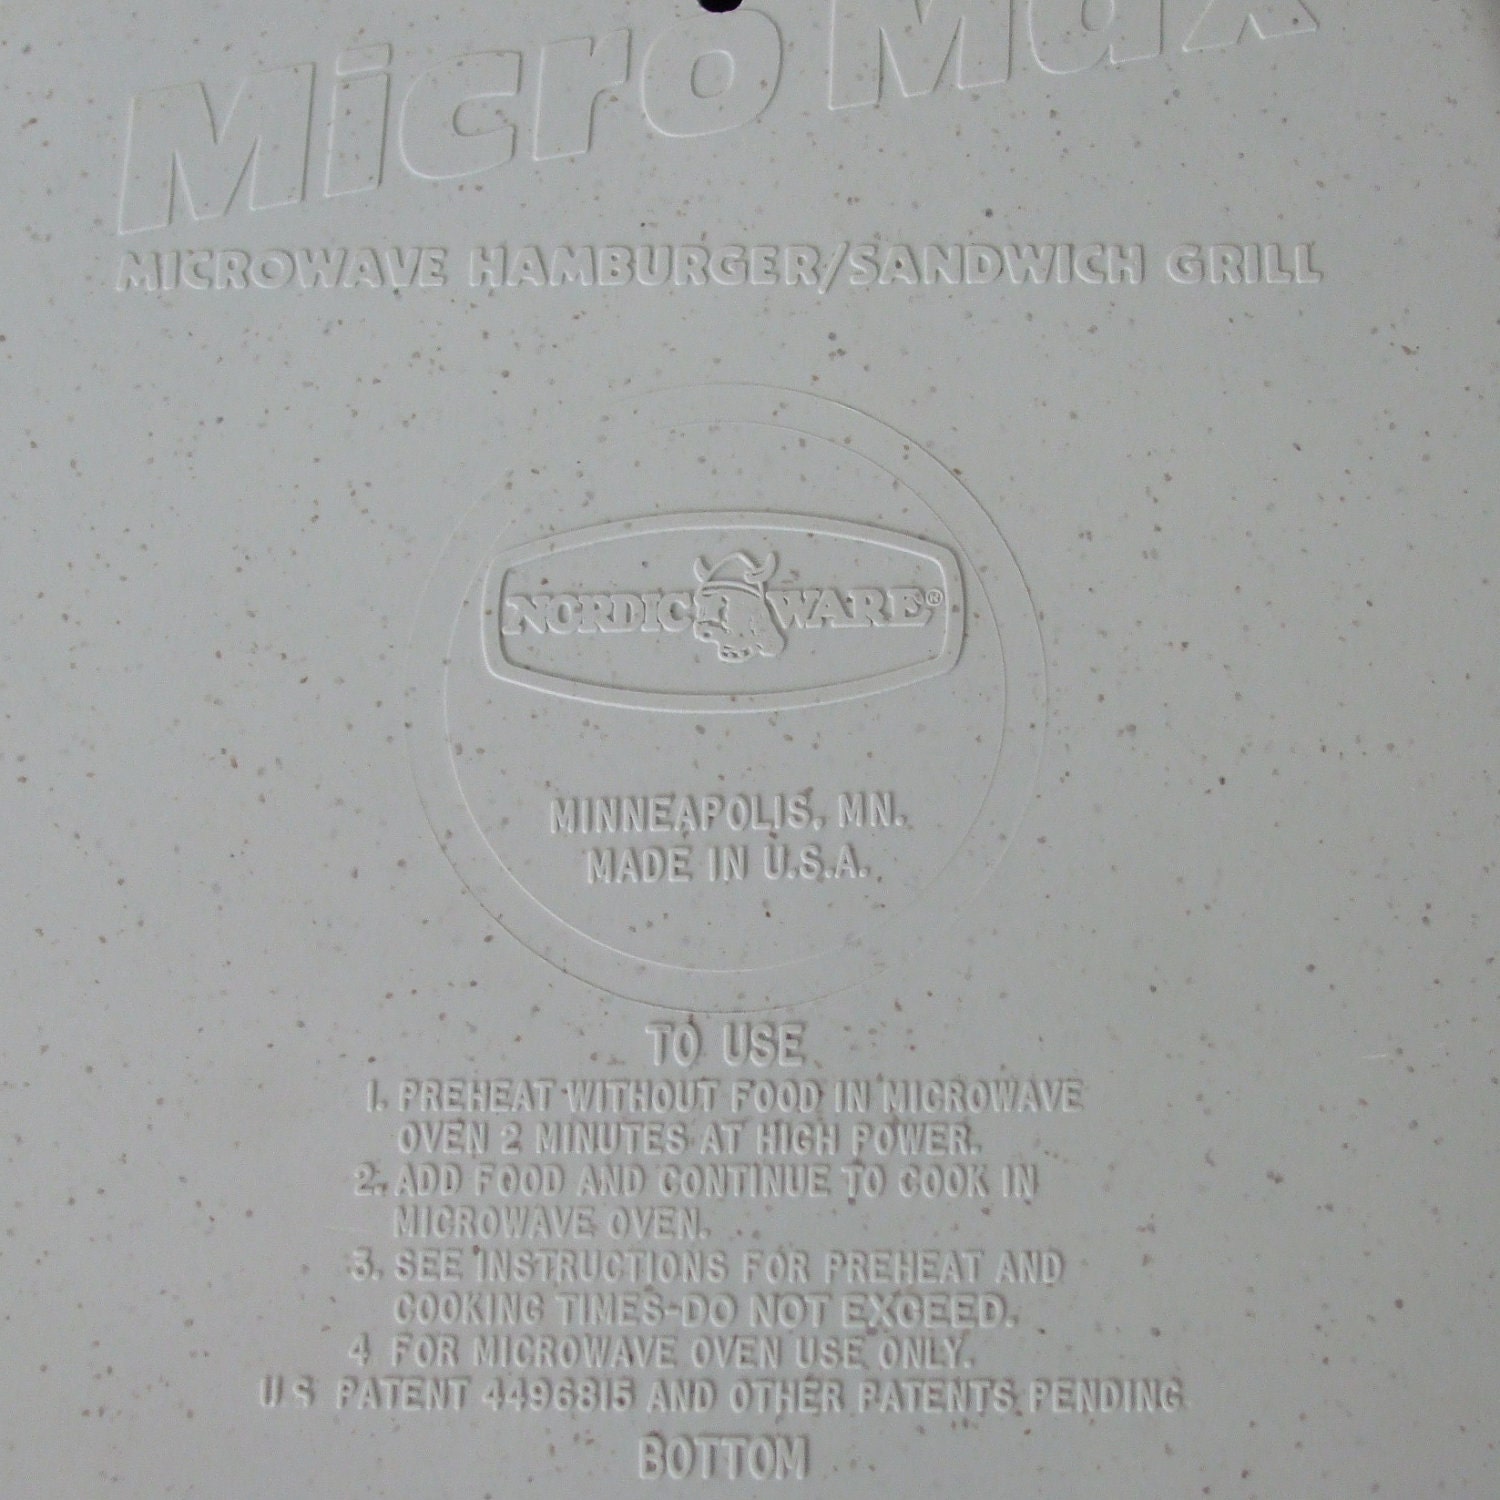 Micro Max
MICROWAVE HAMBURGER/SANDWICH GRILL
NORDIC WARE®
MINNEAPOLIS, MN.
MADE IN U.S.A.
TO USE
1. PREHEAT WITHOUT FOOD IN MICROWAVE
OVEN 2 MINUTES AT HIGH POWER.
2. ADD FOOD AND CONTINUE TO COOK IN
MICROWAVE OVEN.
3. SEE INSTRUCTIONS FOR PREHEAT AND
COOKING TIMES-DO NOT EXCEED.
4 FOR MICROWAVE OVEN USE ONLY.
U S PATENT 4496815 AND OTHER PATENTS PENDING
BOTTOM